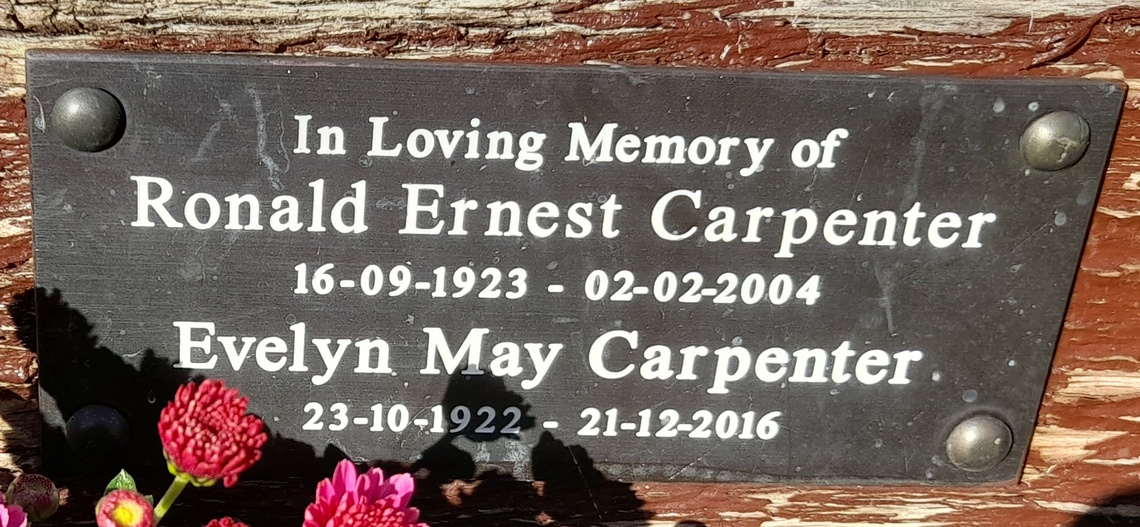 In Loving Memory of
Ronald Ernest Carpenter
16-09-1923 - 02-02-2004
Evelyn May Carpenter
23-10-1922 - 21-12-2016